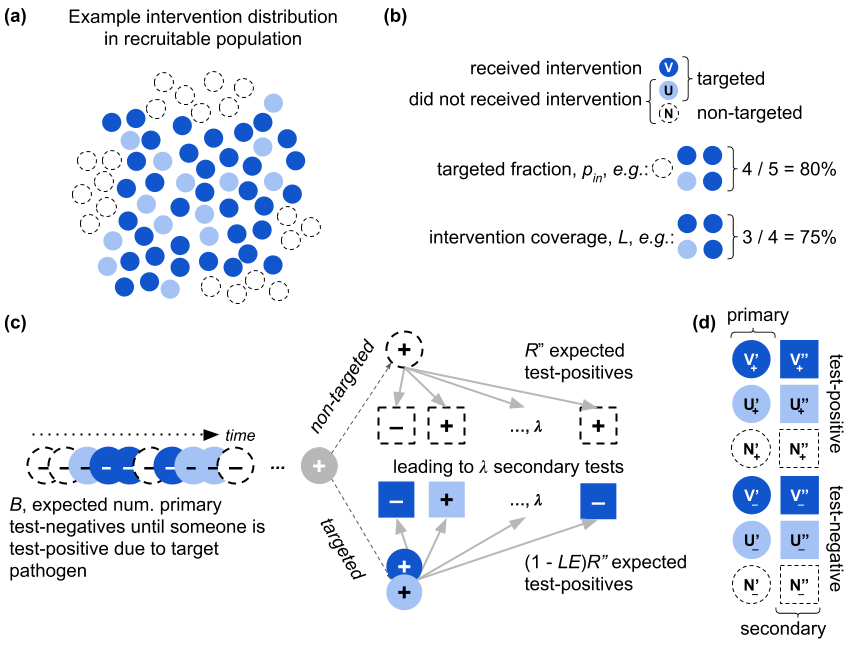 (a)
Example intervention distribution
in recruitable population
(b)
received intervention
V
targeted
did not received intervention
U
N
non-targeted
targeted fraction, p_in, e.g.:
4 / 5 = 80%
intervention coverage, L, e.g.:
3 / 4 = 75%
(c)
time
– – – – – – – – –
...
+
B, expected num. primary
test-negatives until someone is
test-positive due to target
pathogen
non-targeted
+
R” expected
test-positives
– + ..., λ +
leading to λ secondary tests
– + ..., λ –
targeted
+
+
(1 - LE)R” expected
test-positives
(d)
primary
V'+ V''+
U'+ U''+
N'+ N''+
test-positive
V'– V''–
U'– U''–
N'– N''–
test-negative
secondary